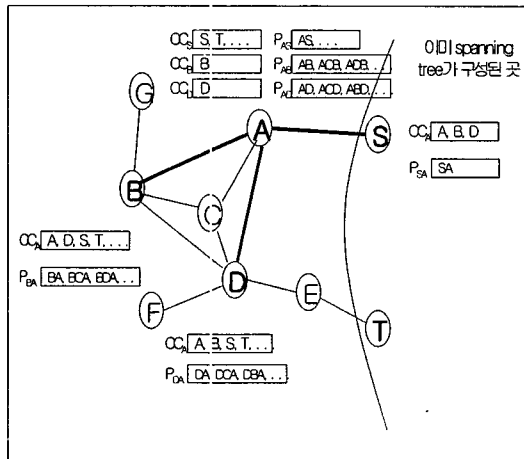 CC_S S, T, . . . . P_AS AS, . . . .
CC_B B P_AB AB, ACB, ADB, . . .
CC_D D P_AD AD, ACD, ABD, . . .
이미 spanning
tree가 구성된 곳
G
A
S
CC_A A, B, D
P_SA SA
B
C
CC_A A, D, S, T, . . . .
P_BA BA, BCA, BDA, . . .
D
E
F
T
CC_A A, B, S, T, . . .
P_DA DA, DCA, DBA, . . .